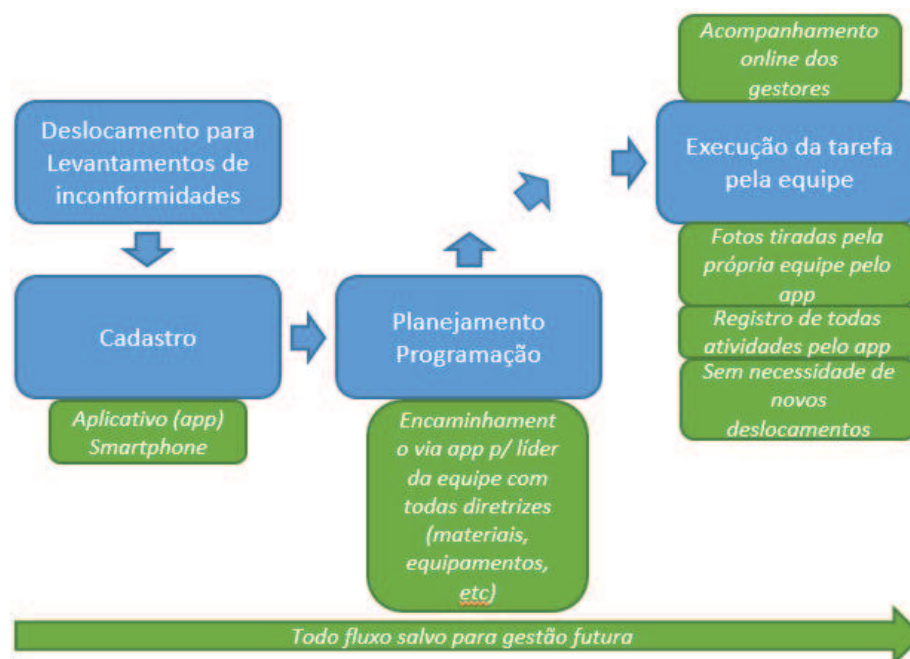 Deslocamento para
Levantamentos de
inconformidades
Cadastro
Aplicativo (app)
Smartphone
Planejamento
Programação
Encaminhament
o via app p/ líder
da equipe com
todas diretrizes
(materiais,
equipamentos,
etc)
Acompanhamento
online dos
gestores
Execução da tarefa
pela equipe
Fotos tiradas pela
própria equipe pelo
app
Registro de todas
atividades pelo app
Sem necessidade de
novos
deslocamentos
Todo fluxo salvo para gestão futura